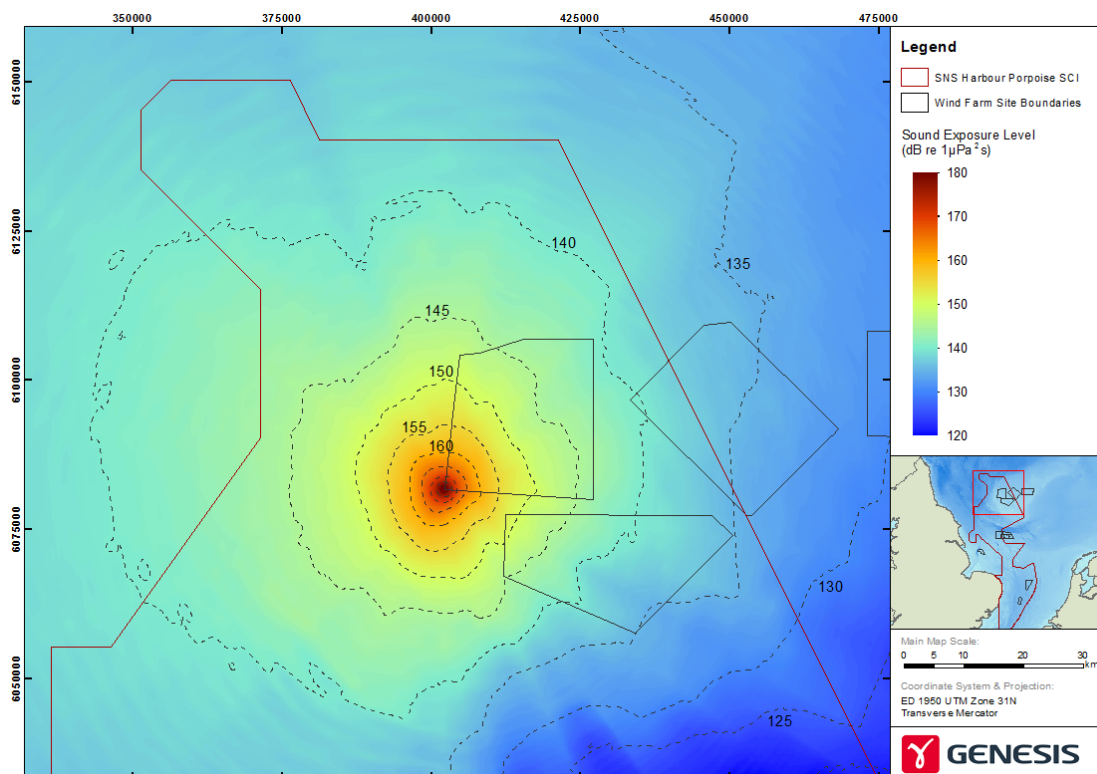 350000 375000 400000 425000 450000 475000
6150000
6125000
6100000
6075000
6050000
140
135
145
150
155
160
130
125
Legend
SNS Harbour Porpoise SCI
Wind Farm Site Boundaries
Sound Exposure Level
(dB re 1µPa²s)
180
170
160
150
140
130
120
Main Map Scale:
0 5 10 20 30
km
Coordinate System & Projection:
ED 1950 UTM Zone 31N
Transverse Mercator
GENESIS